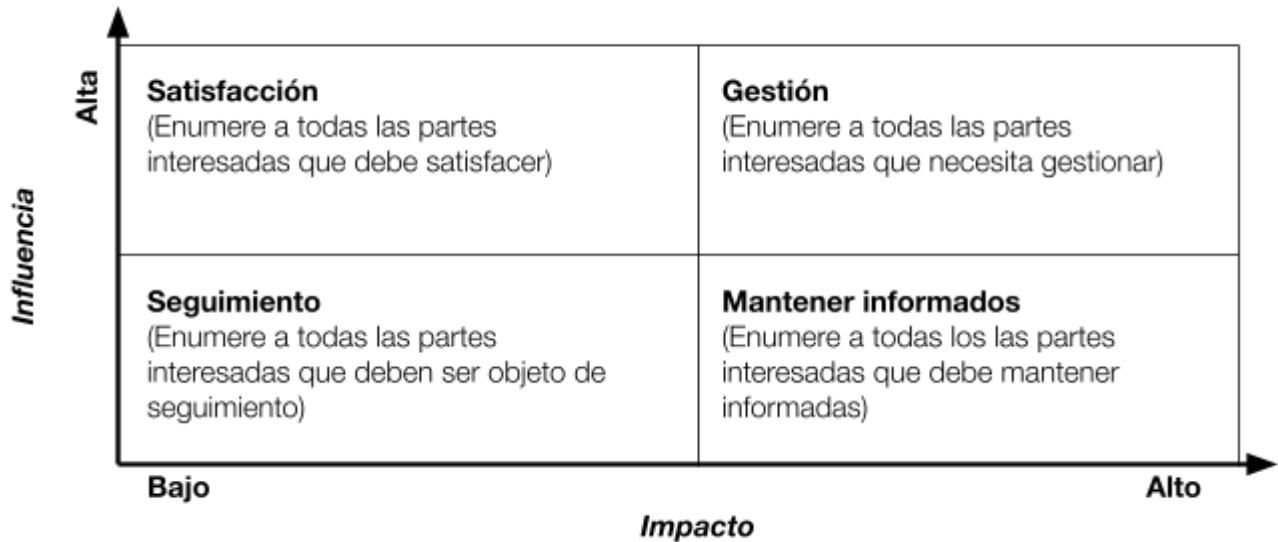 Alta
Influencia
Satisfacción
(Enumere a todas las partes
interesadas que debe satisfacer)
Gestión
(Enumere a todas las partes
interesadas que necesita gestionar)
Seguimiento
(Enumere a todas las partes
interesadas que deben ser objeto de
seguimiento)
Mantener informados
(Enumere a todas los las partes
interesadas que debe mantener
informadas)
Bajo
Alto
Impacto